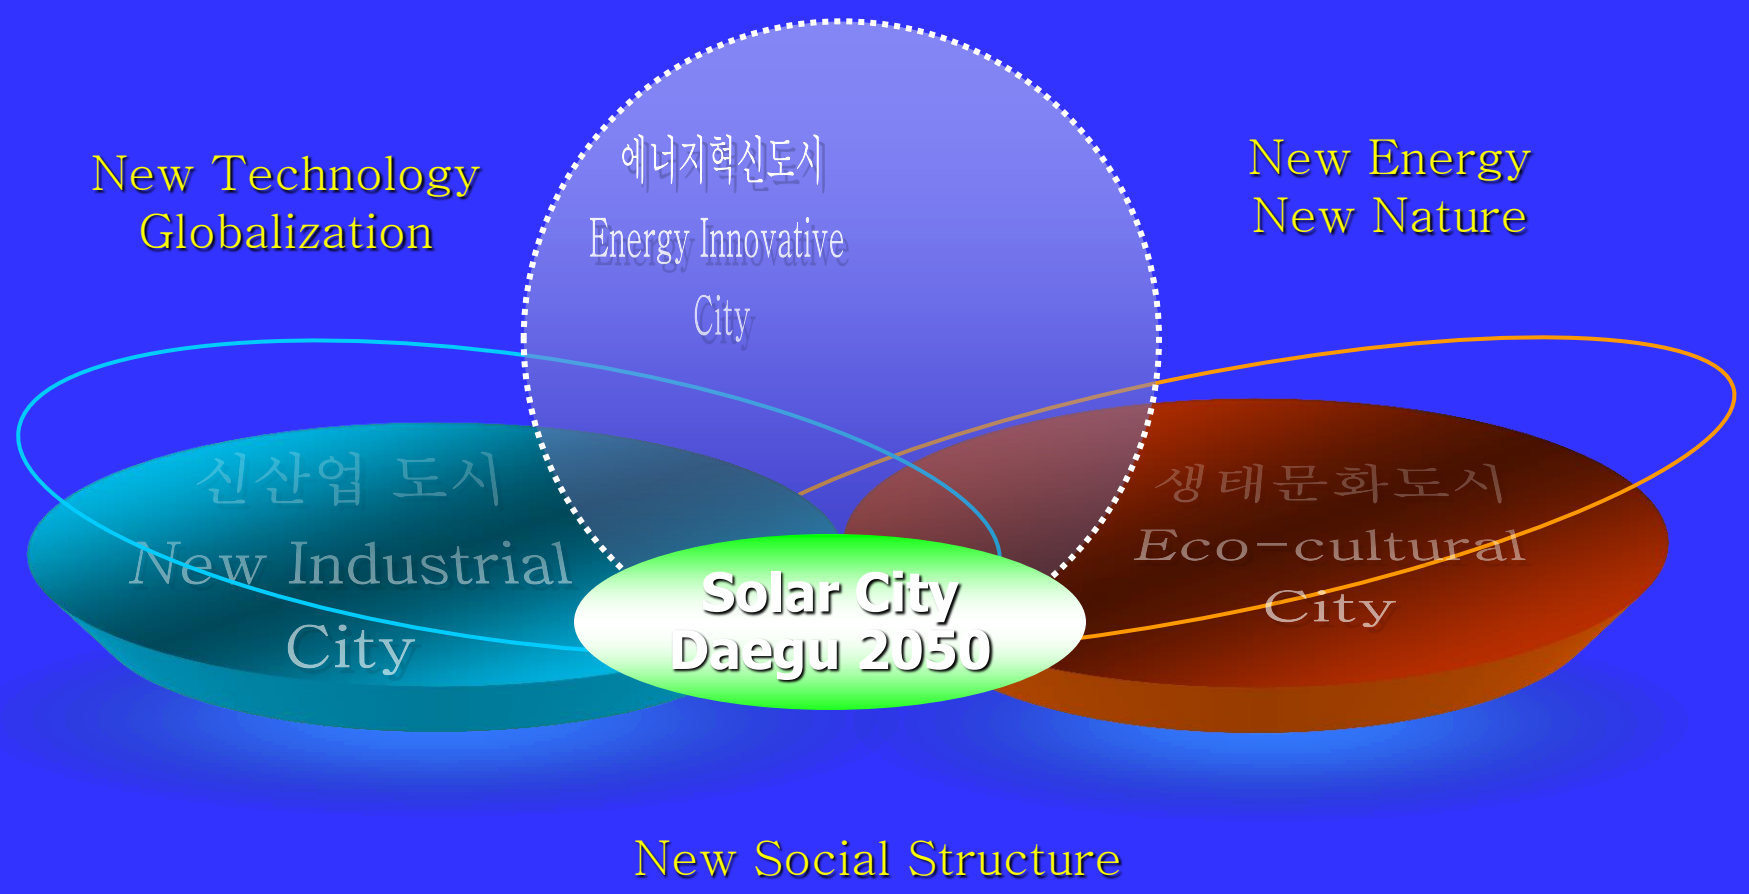 에너지혁신도시
Energy Innovative
City
New Technology
Globalization
New Energy
New Nature
신산업 도시
New Industrial
City
생태문화도시
Eco-cultural
City
Solar City
Daegu 2050
New Social Structure